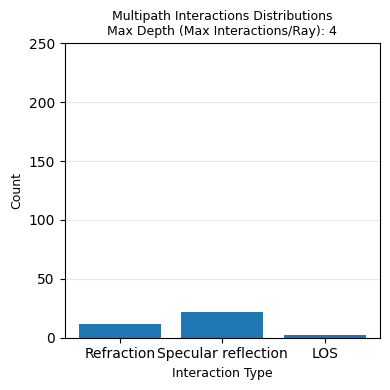 Multipath Interactions Distributions
Max Depth (Max Interactions/Ray): 4
250
200
150
100
50
0
Count
Refraction
Specular reflection
LOS
Interaction Type